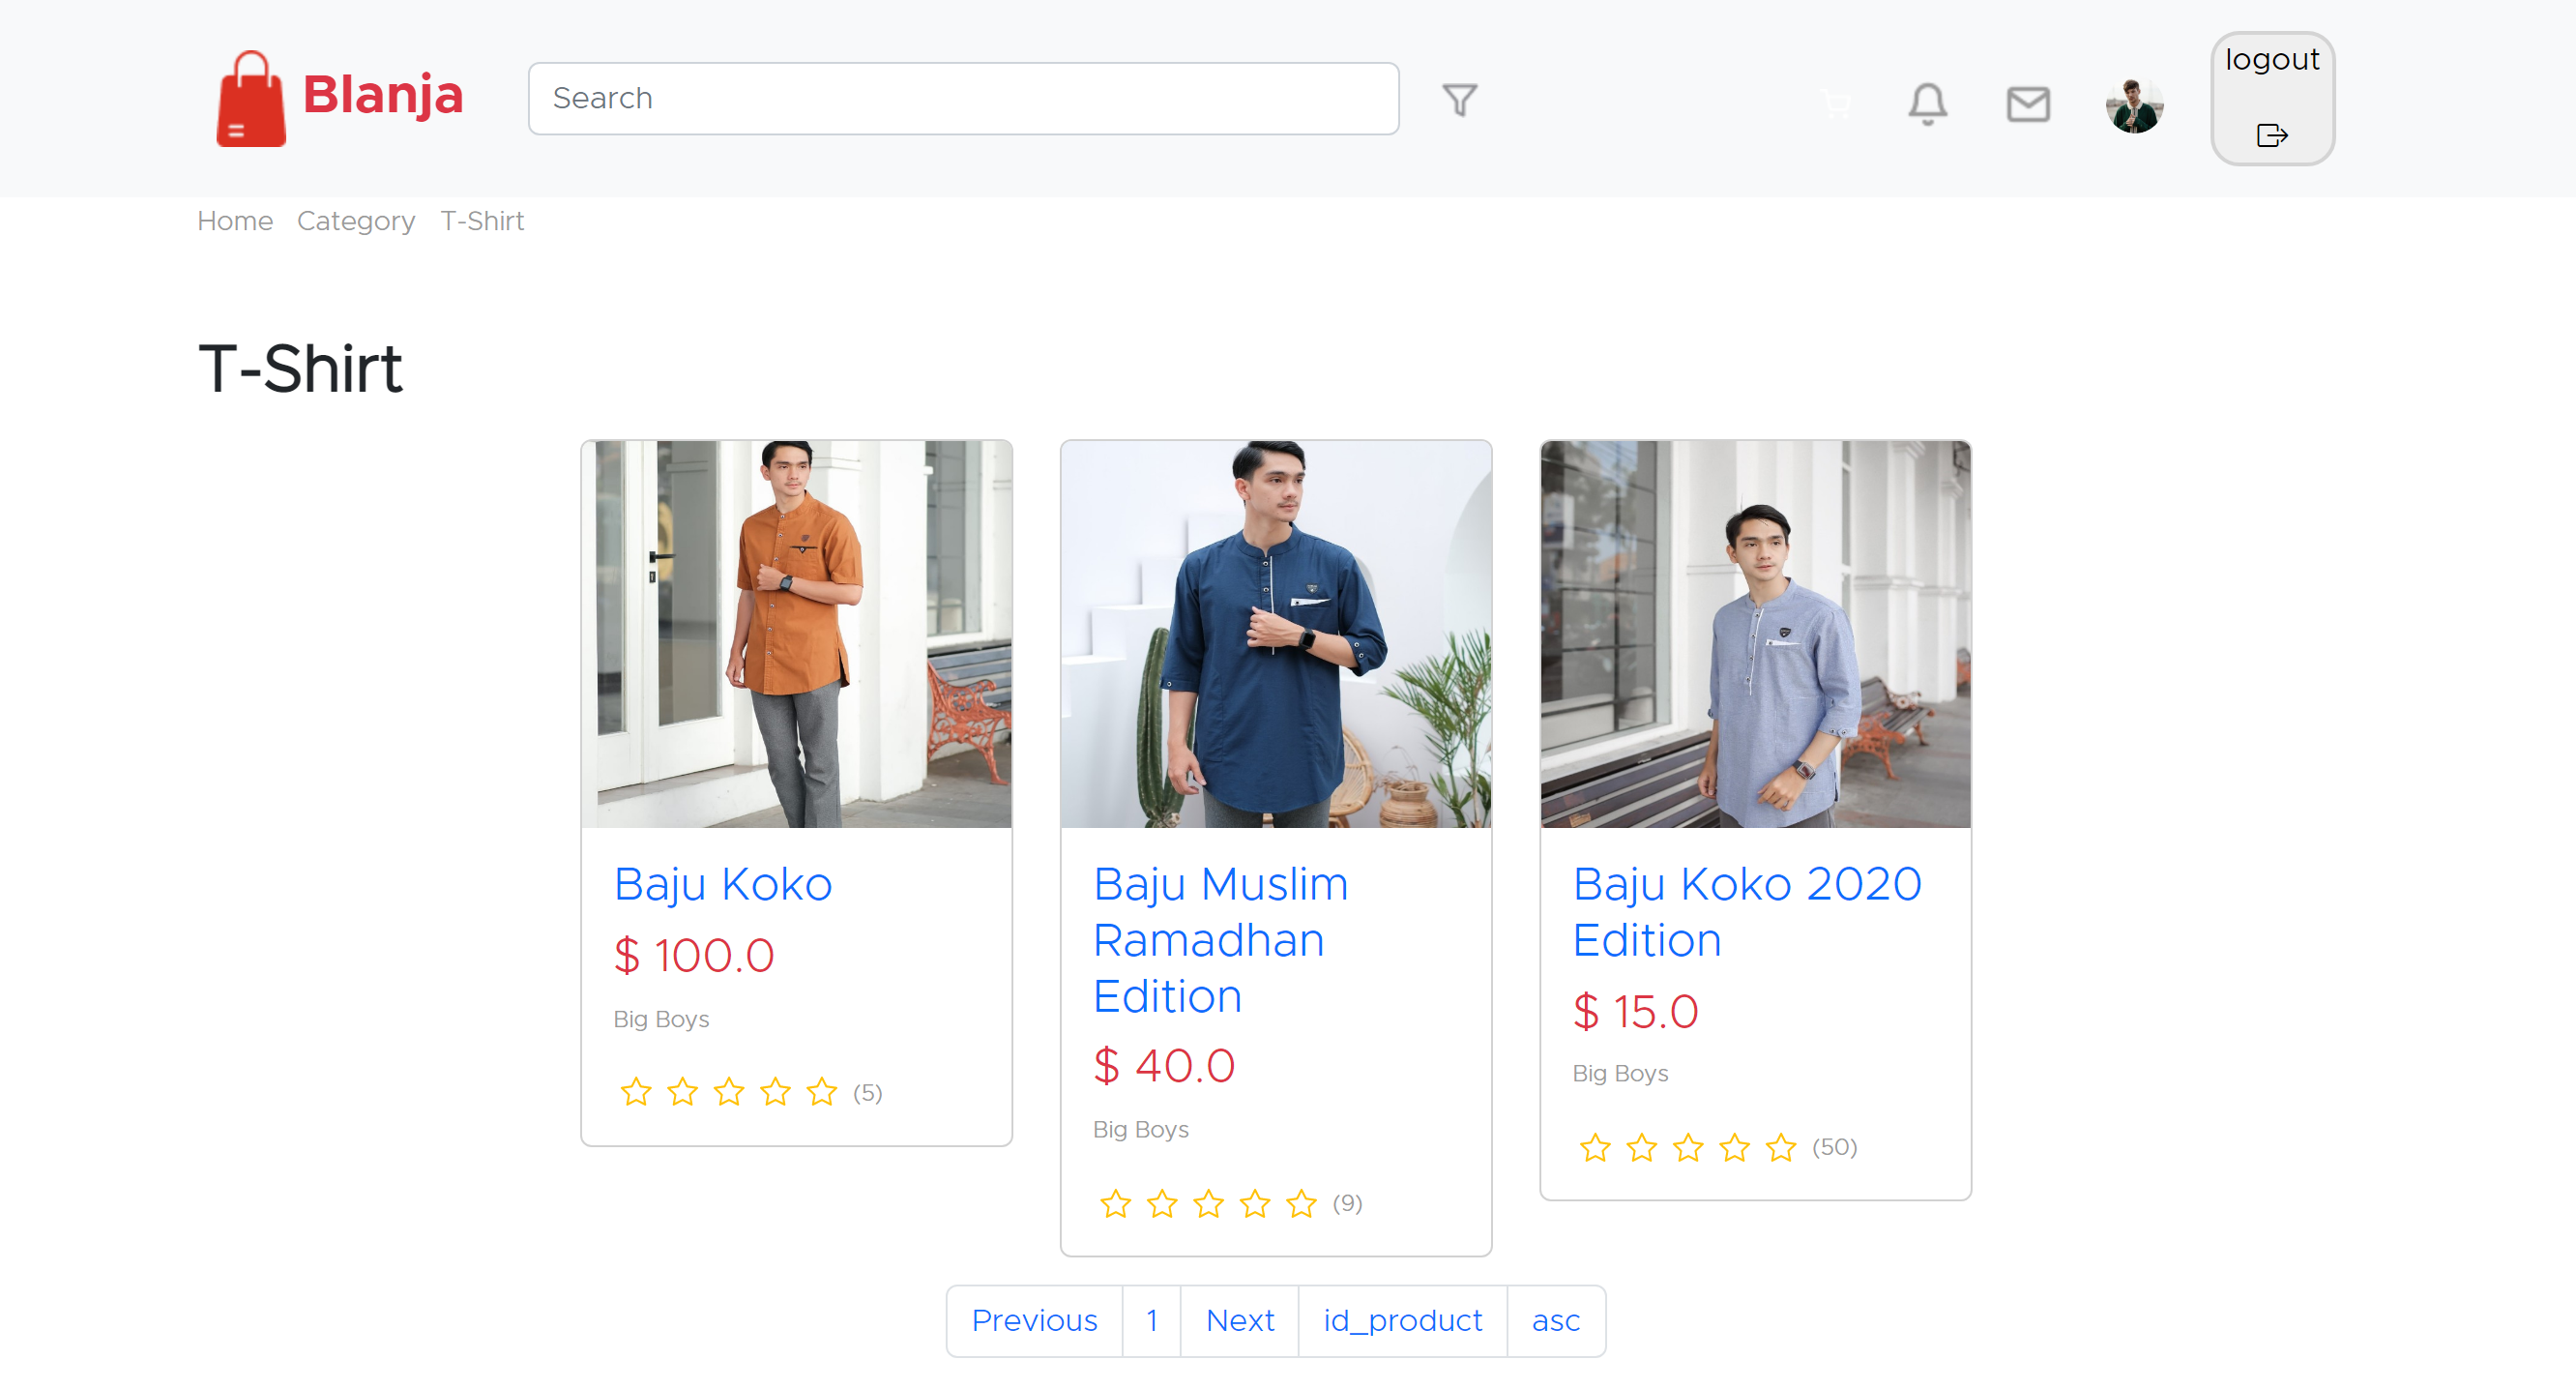 Blanja
Search
logout
Home Category T-Shirt
T-Shirt
Baju Koko
$ 100.0
Big Boys
(5)
Baju Muslim
Ramadhan
Edition
$ 40.0
Big Boys
(9)
Baju Koko 2020
Edition
$ 15.0
Big Boys
(50)
Previous 1 Next id_product asc